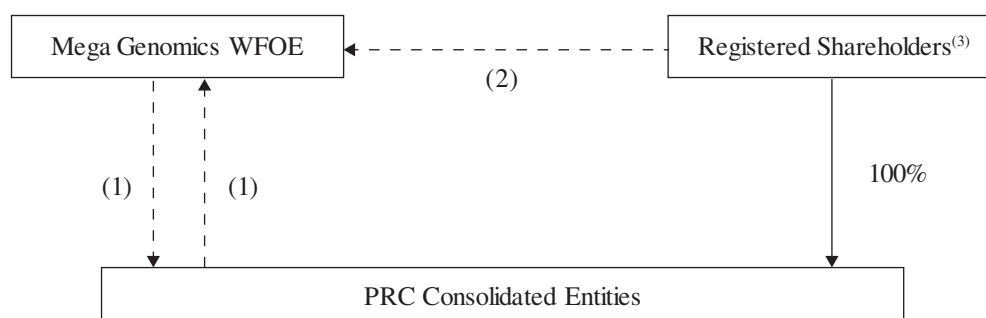 Mega Genomics WFOE
Registered Shareholders(3)
(2)
(1)
(1)
100%
PRC Consolidated Entities